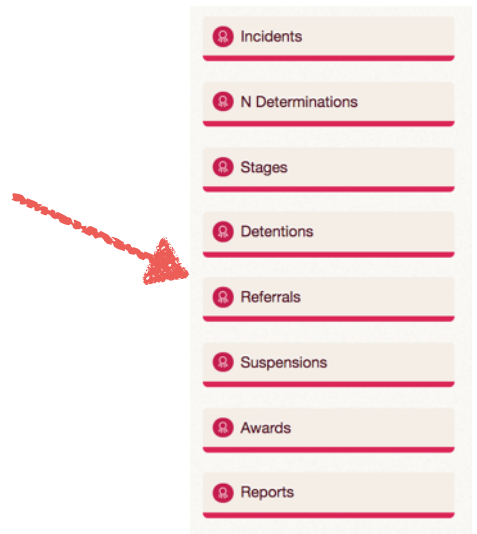 Incidents
N Determinations
Stages
Detentions
Referrals
Suspensions
Awards
Reports